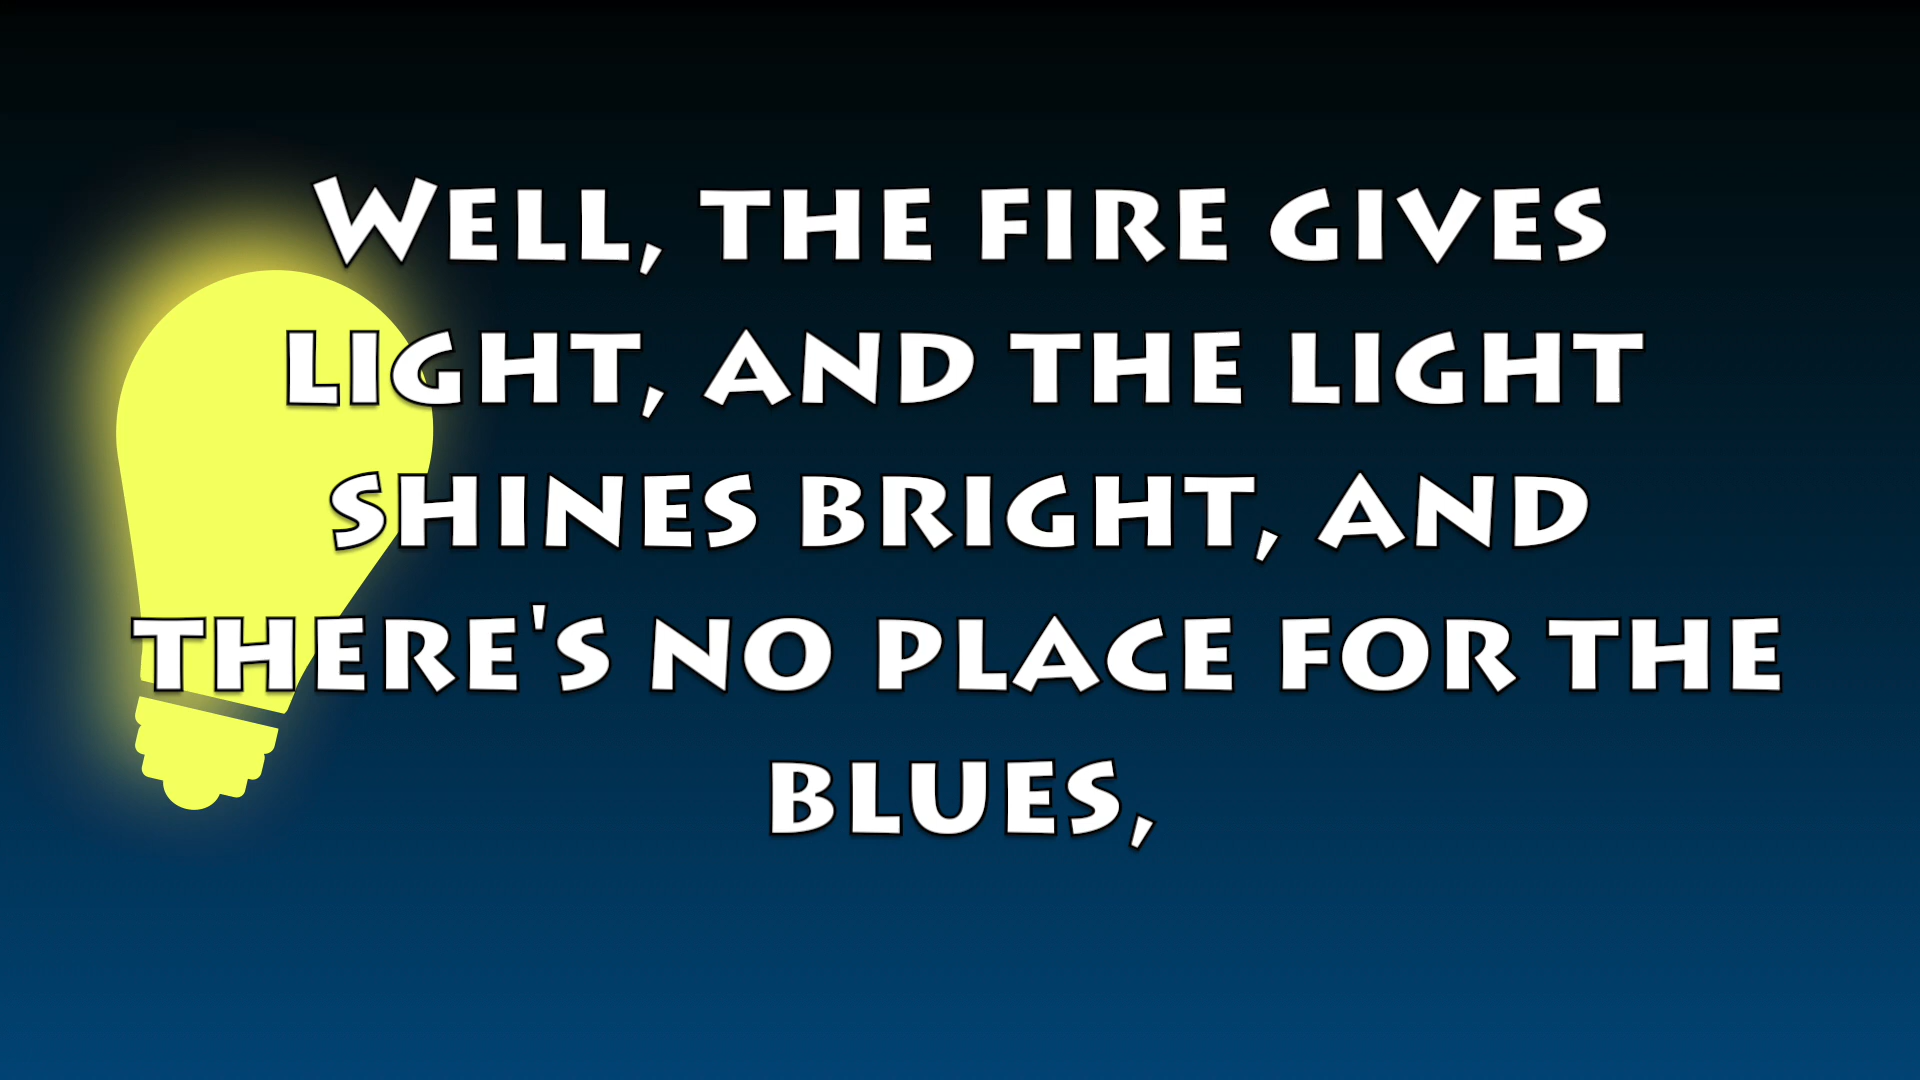 Well, the fire gives
light, and the light
shines bright, and
there's no place for the
blues,